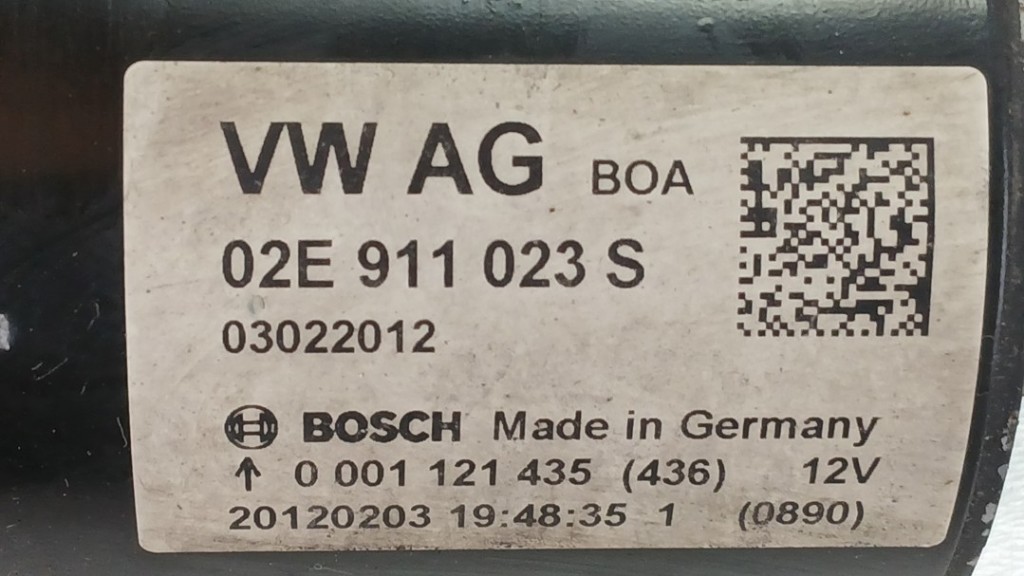 VW AG BOA
02E 911 023 S
03022012
BOSCH Made in Germany
↑ 0 001 121 435 (436) 12V
20120203 19:48:35 1 (0890)